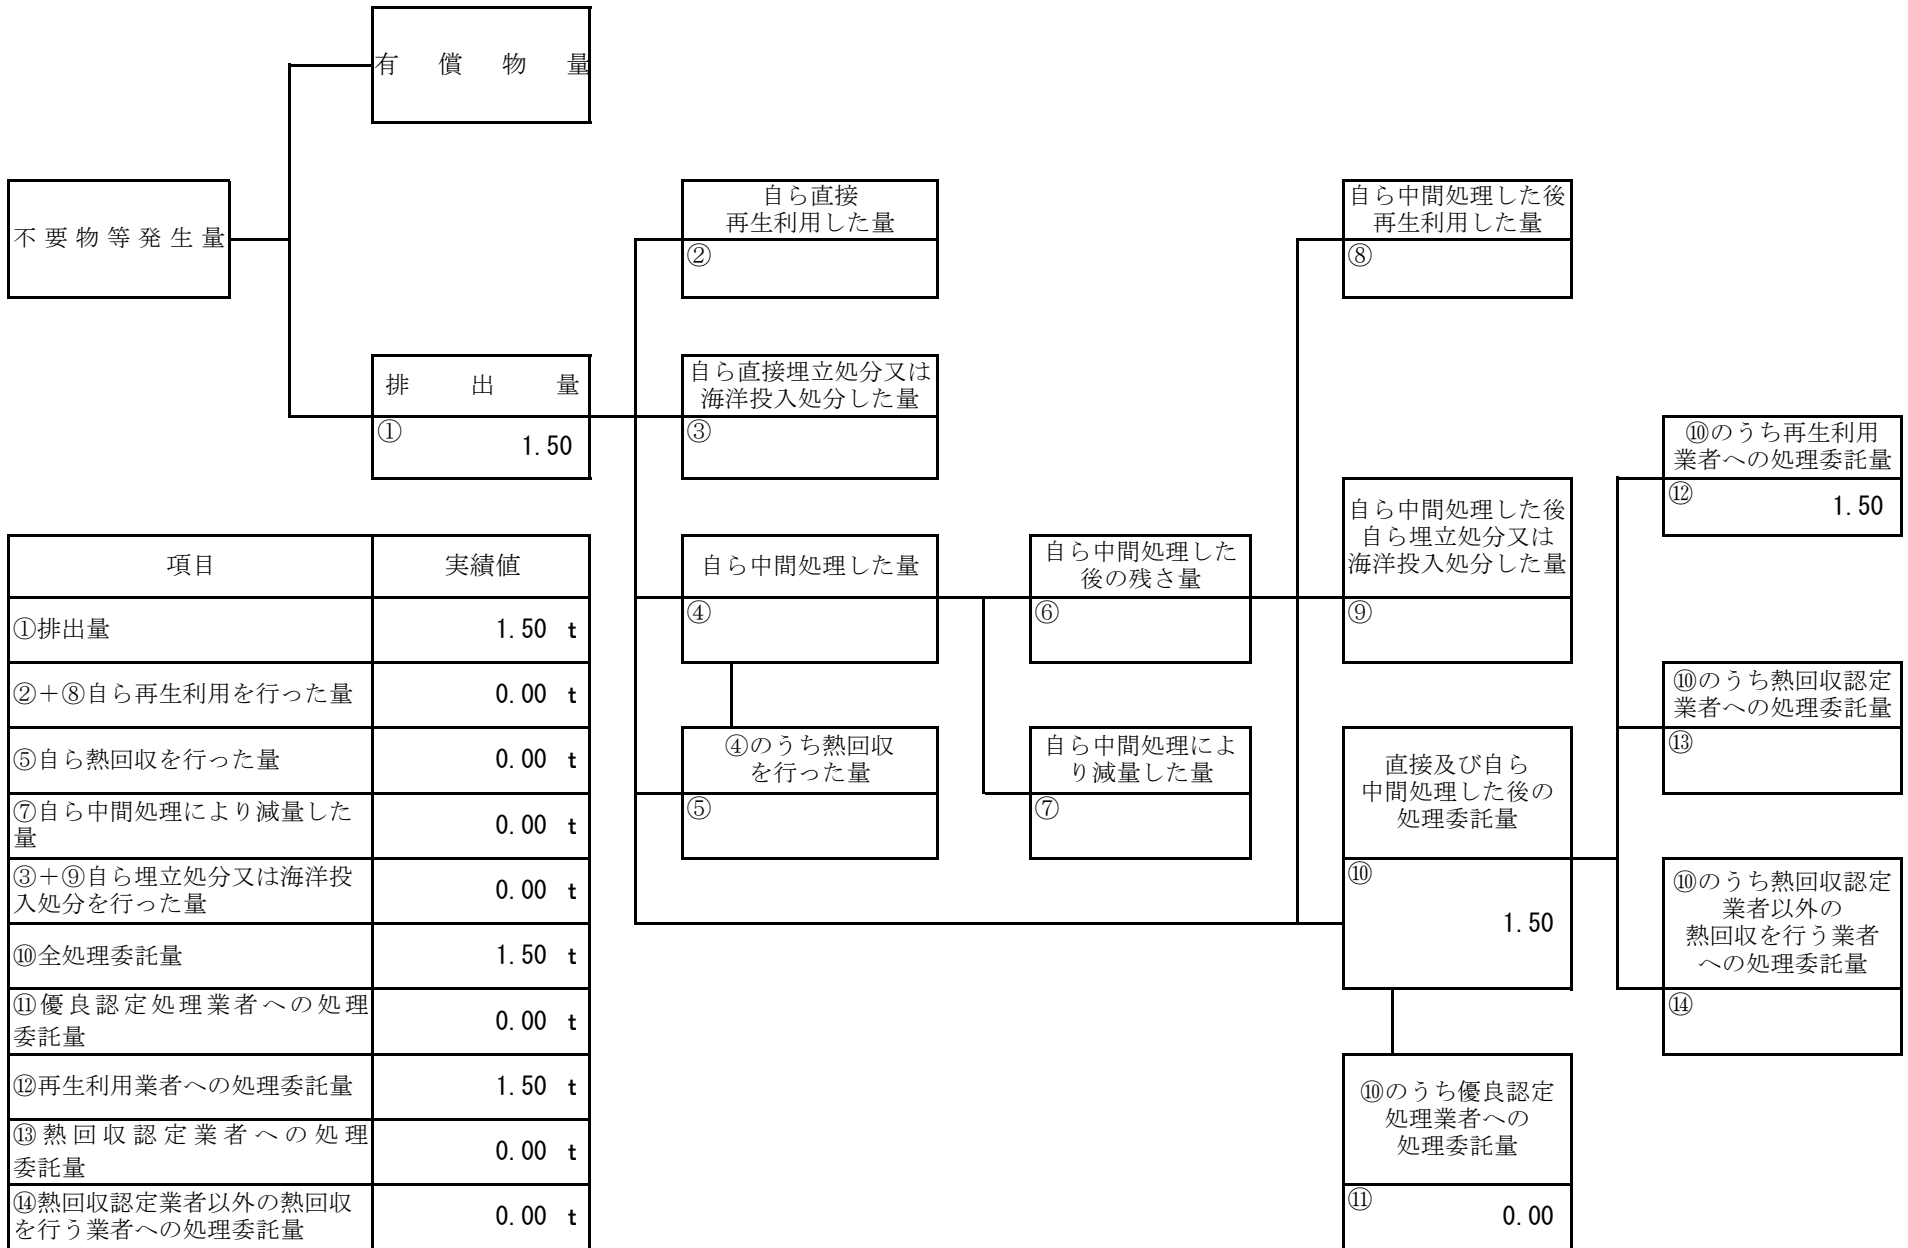 有償物量
不要物等発生量
自ら直接
再生利用した量
②
自ら中間処理した後
再生利用した量
⑧
排出量
①
1.50
自ら直接埋立処分又は
海洋投入処分した量
③
⑩のうち再生利用
業者への処理委託量
⑫
1.50
自ら中間処理した量
④
自ら中間処理した
後の残さ量
⑥
自ら中間処理した後
自ら埋立処分又は
海洋投入処分した量
⑨
⑩のうち熱回収認定
業者への処理委託量
⑬
④のうち熱回収
を行った量
⑤
自ら中間処理によ
り減量した量
⑦
直接及び自ら
中間処理した後の
処理委託量
⑩
1.50
⑩のうち熱回収認定
業者以外の
熱回収を行う業者
への処理委託量
⑭
⑩のうち優良認定
処理業者への
処理委託量
⑪
0.00
項目 実績値
①排出量 1.50 t
②＋⑧自ら再生利用を行った量 0.00 t
⑤自ら熱回収を行った量 0.00 t
⑦自ら中間処理により減量した
量 0.00 t
③＋⑨自ら埋立処分又は海洋投
入処分を行った量 0.00 t
⑩全処理委託量 1.50 t
⑪優良認定処理業者への処理
委託量 0.00 t
⑫再生利用業者への処理委託量 1.50 t
⑬熱回収認定業者への処理
委託量 0.00 t
⑭熱回収認定業者以外の熱回収
を行う業者への処理委託量 0.00 t